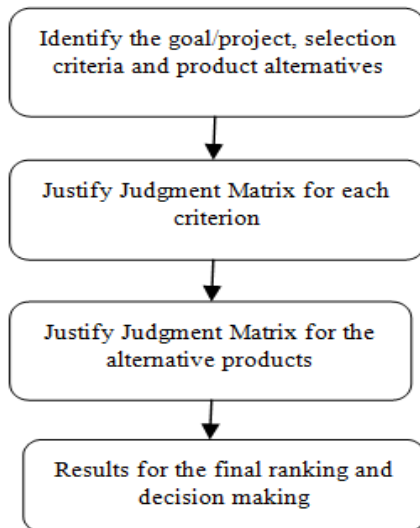 Identify the goal/project, selection
criteria and product alternatives
Justify Judgment Matrix for each
criterion
Justify Judgment Matrix for the
alternative products
Results for the final ranking and
decision making